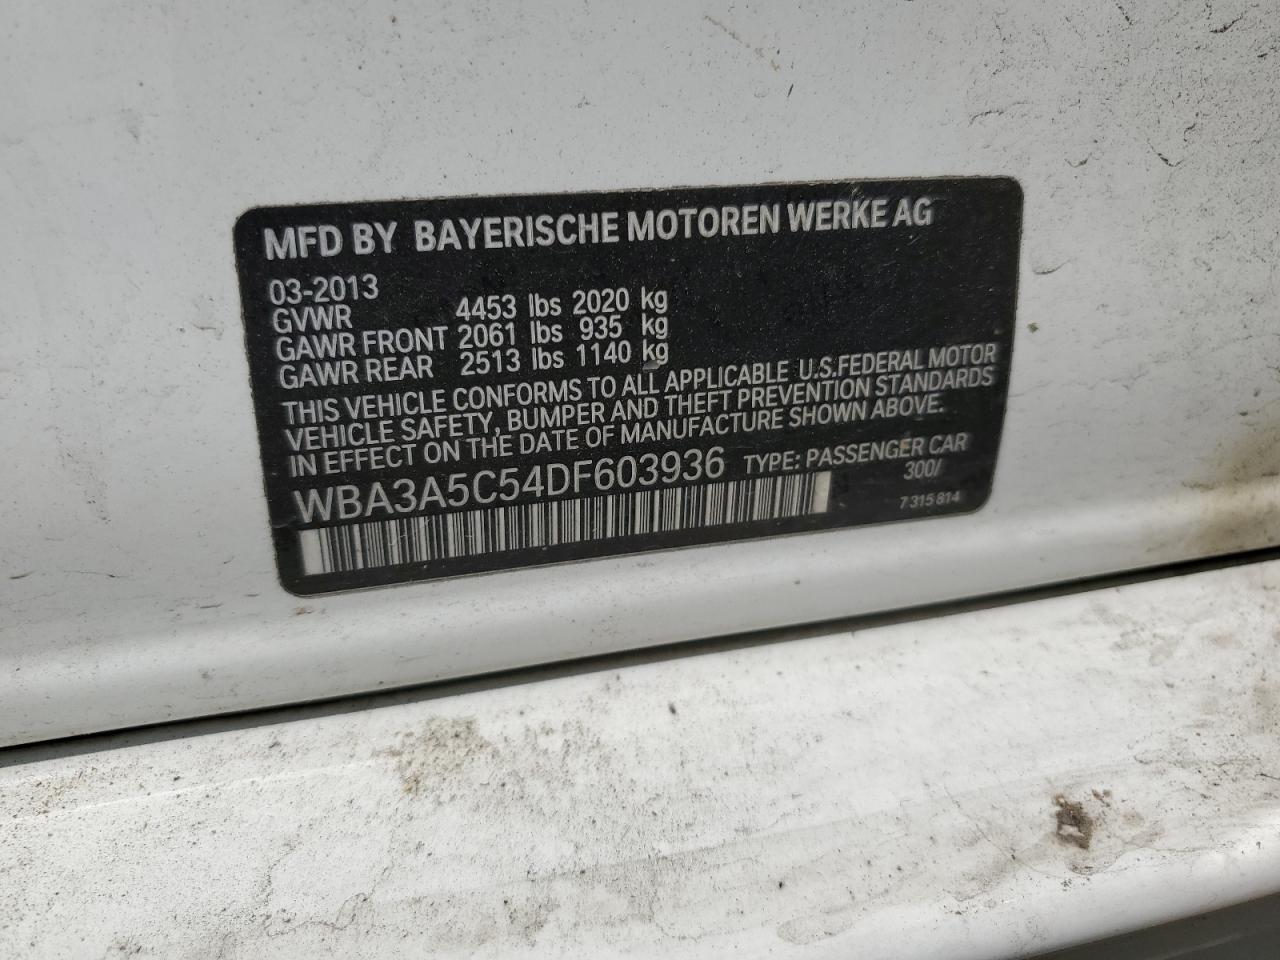 MFD BY BAYERISCHE MOTOREN WERKE AG
03-2013
GVWR 4453 lbs 2020 kg
GAWR FRONT 2061 lbs 935 kg
GAWR REAR 2513 lbs 1140 kg
THIS VEHICLE CONFORMS TO ALL APPLICABLE U.S.FEDERAL MOTOR
VEHICLE SAFETY, BUMPER AND THEFT PREVENTION STANDARDS
IN EFFECT ON THE DATE OF MANUFACTURE SHOWN ABOVE.
WBA3A5C54DF603936 TYPE: PASSENGER CAR
300/
7 315 814